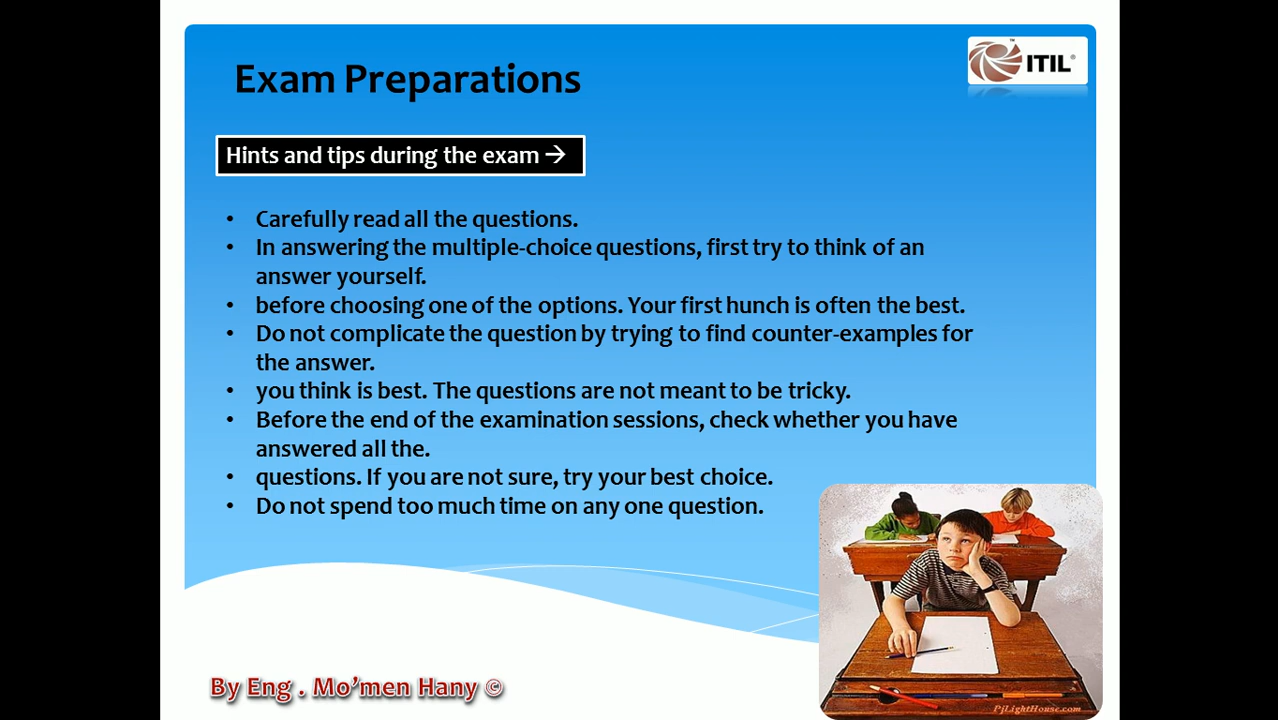 Exam Preparations
™
ITIL®
Hints and tips during the exam →
• Carefully read all the questions.
• In answering the multiple-choice questions, first try to think of an
answer yourself.
• before choosing one of the options. Your first hunch is often the best.
• Do not complicate the question by trying to find counter-examples for
the answer.
• you think is best. The questions are not meant to be tricky.
• Before the end of the examination sessions, check whether you have
answered all the.
• questions. If you are not sure, try your best choice.
• Do not spend too much time on any one question.
By Eng . Mo’men Hany ©
PjLightHouse.com